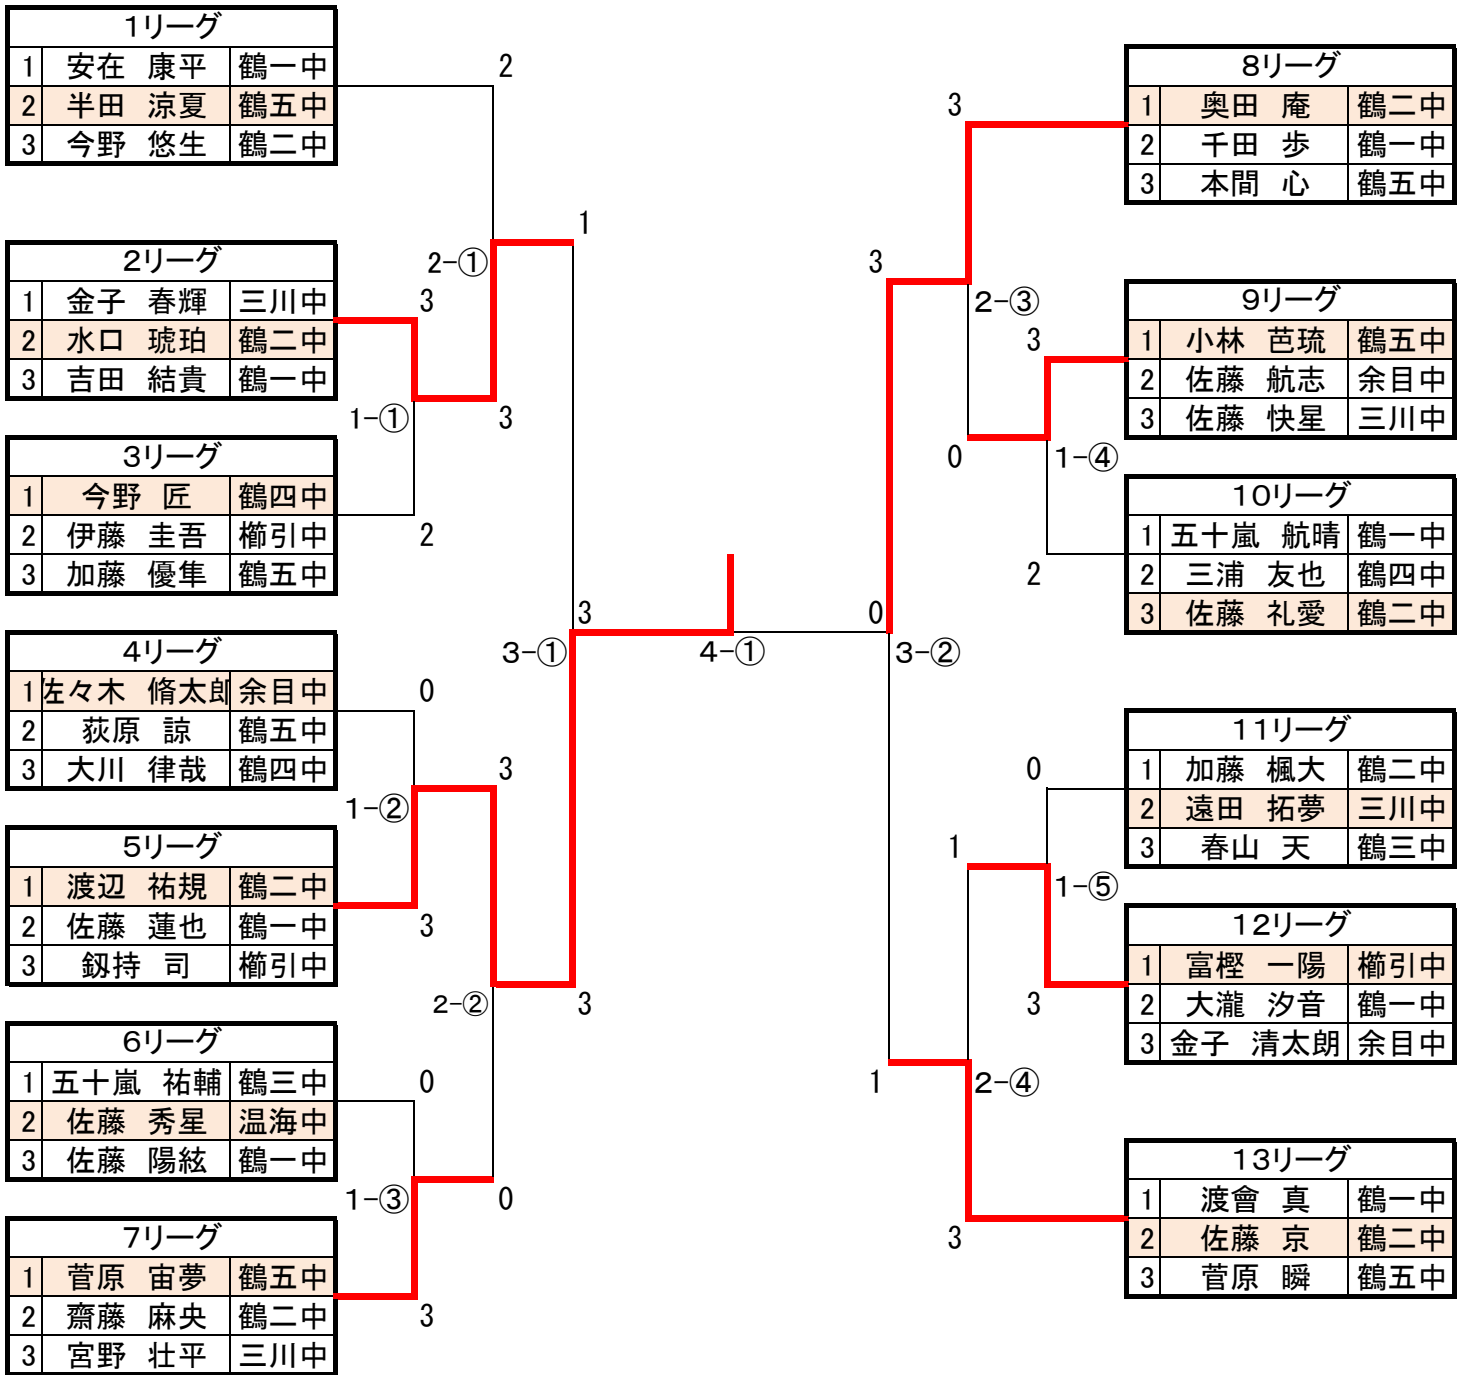 1リーグ
1 安在 康平 鶴一中
2 半田 涼夏 鶴五中
3 今野 悠生 鶴二中
2リーグ
1 金子 春輝 三川中
2 水口 琥珀 鶴二中
3 吉田 結貴 鶴一中
3リーグ
1 今野 匠 鶴四中
2 伊藤 圭吾 櫛引中
3 加藤 優隼 鶴五中
4リーグ
1 佐々木 脩太郎 余目中
2 荻原 諒 鶴五中
3 大川 律哉 鶴四中
5リーグ
1 渡辺 祐規 鶴二中
2 佐藤 蓮也 鶴一中
3 釼持 司 櫛引中
6リーグ
1 五十嵐 祐輔 鶴三中
2 佐藤 秀星 温海中
3 佐藤 陽絃 鶴一中
7リーグ
1 菅原 宙夢 鶴五中
2 齋藤 麻央 鶴二中
3 宮野 壮平 三川中
2
2-①
3
1-①
3
2
1
0
1-②
3
3
2-②
0
1-③
3
0
3
3-①
3
4-①
0
3-②
3
3
2-③
0
3
1-④
2
0
1-⑤
3
1
2-④
3
1
8リーグ
1 奥田 庵 鶴二中
2 千田 歩 鶴一中
3 本間 心 鶴五中
9リーグ
1 小林 芭琉 鶴五中
2 佐藤 航志 余目中
3 佐藤 快星 三川中
10リーグ
1 五十嵐 航晴 鶴一中
2 三浦 友也 鶴四中
3 佐藤 礼愛 鶴二中
11リーグ
1 加藤 楓大 鶴二中
2 遠田 拓夢 三川中
3 春山 天 鶴三中
12リーグ
1 富樫 一陽 櫛引中
2 大瀧 汐音 鶴一中
3 金子 清太朗 余目中
13リーグ
1 渡會 真 鶴一中
2 佐藤 京 鶴二中
3 菅原 瞬 鶴五中